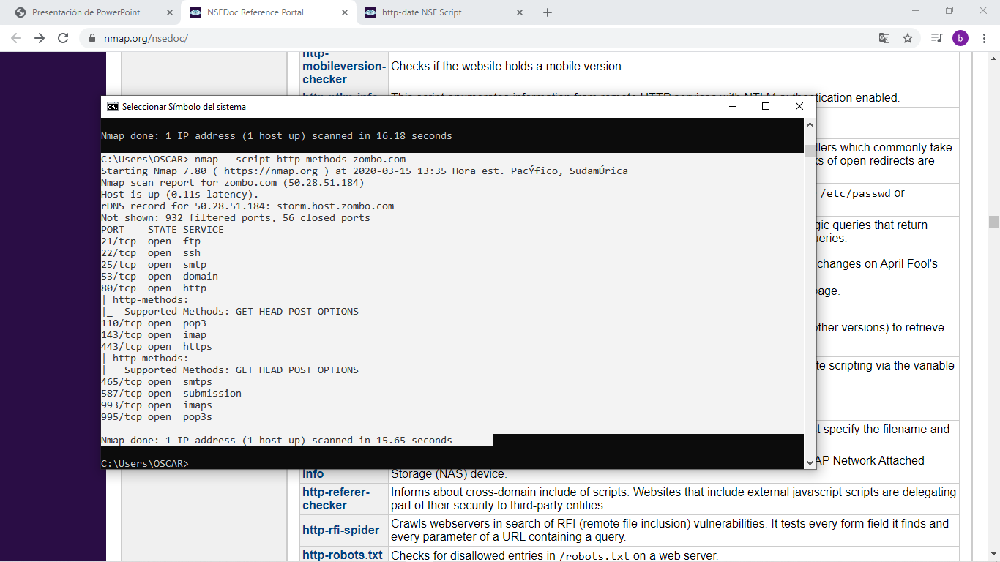 Presentación de PowerPoint
NSEDoc Reference Portal
http-date NSE Script
nmap.org/nsedoc/
b
http-
mobileversion-
checker
Checks if the website holds a mobile version.
http-ntlm-info
This script enumerates information from remote HTTP services with NTLM authentication enabled.
Seleccionar Símbolo del sistema
Nmap done: 1 IP address (1 host up) scanned in 16.18 seconds
C:\Users\OSCAR> nmap --script http-methods zombo.com
Starting Nmap 7.80 ( https://nmap.org ) at 2020-03-15 13:35 Hora est. PacÝfico, SudamÚrica
Nmap scan report for zombo.com (50.28.51.184)
Host is up (0.11s latency).
rDNS record for 50.28.51.184: storm.host.zombo.com
Not shown: 932 filtered ports, 56 closed ports
PORT    STATE SERVICE
21/tcp  open  ftp
22/tcp  open  ssh
25/tcp  open  smtp
53/tcp  open  domain
80/tcp  open  http
| http-methods:
|_  Supported Methods: GET HEAD POST OPTIONS
110/tcp open  pop3
143/tcp open  imap
443/tcp open  https
| http-methods:
|_  Supported Methods: GET HEAD POST OPTIONS
465/tcp open  smtps
587/tcp open  submission
993/tcp open  imaps
995/tcp open  pop3s
Nmap done: 1 IP address (1 host up) scanned in 15.65 seconds
C:\Users\OSCAR>
llers which commonly take
ts of open redirects are
/etc/passwd or
gic queries that return
ueries:
changes on April Fool's
page.
other versions) to retrieve
te scripting via the variable
t specify the filename and
AP Network Attached
info
Storage (NAS) device.
http-referer-
checker
Informs about cross-domain include of scripts. Websites that include external javascript scripts are delegating
part of their security to third-party entities.
http-rfi-spider
Crawls webservers in search of RFI (remote file inclusion) vulnerabilities. It tests every form field it finds and
every parameter of a URL containing a query.
http-robots.txt
Checks for disallowed entries in /robots.txt on a web server.